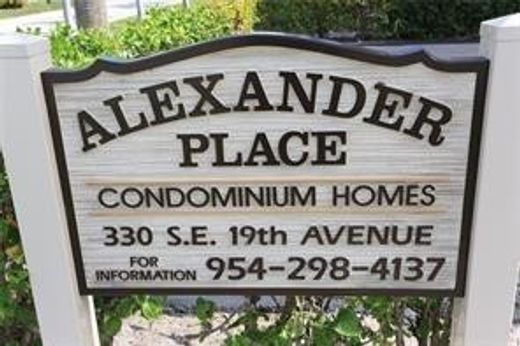 ALEXANDER
PLACE
CONDOMINIUM HOMES
330 S.E. 19th AVENUE
FOR
INFORMATION 954-298-4137